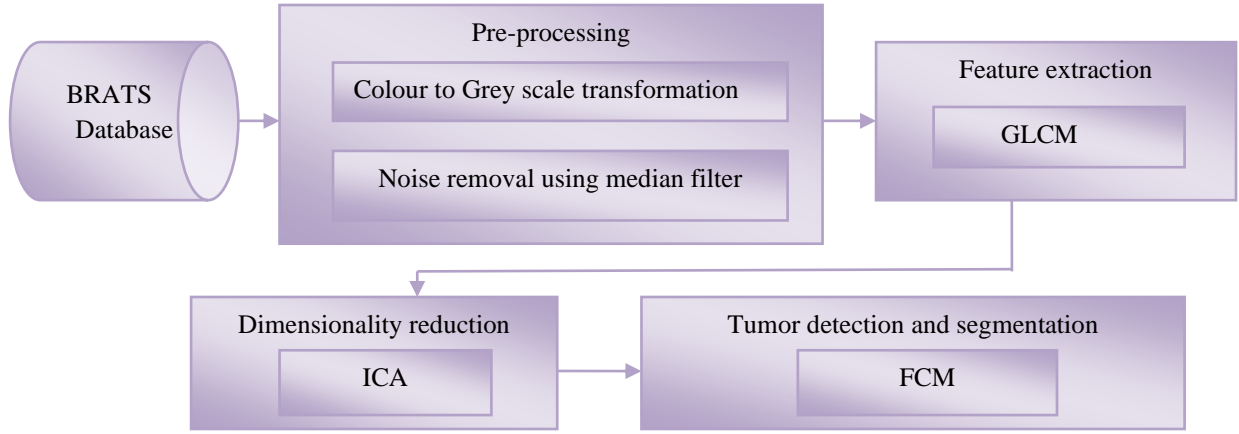 BRATS
Database
Pre-processing
Colour to Grey scale transformation
Noise removal using median filter
Feature extraction
GLCM
Dimensionality reduction
ICA
Tumor detection and segmentation
FCM